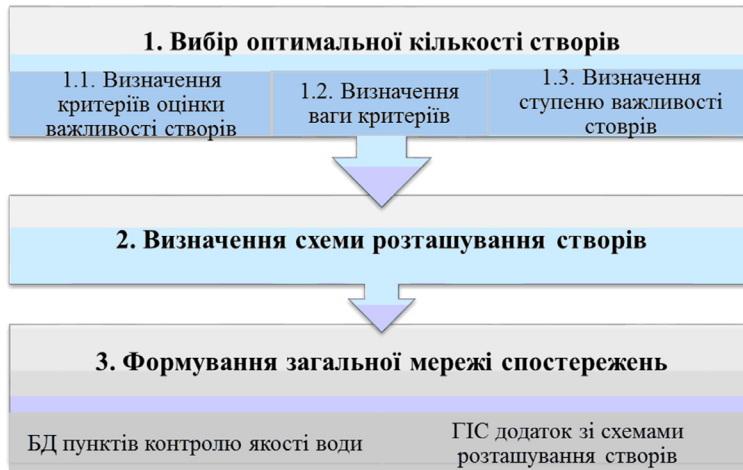 1. Вибір оптимальної кількості створів
1.1. Визначення
критеріїв оцінки
важливості створів
1.2. Визначення
ваги критеріїв
1.3. Визначення
ступеню важливості
стоврів
2. Визначення схеми розташування створів
3. Формування загальної мережі спостережень
БД пунктів контролю якості води
ГІС додаток зі схемами
розташування створів